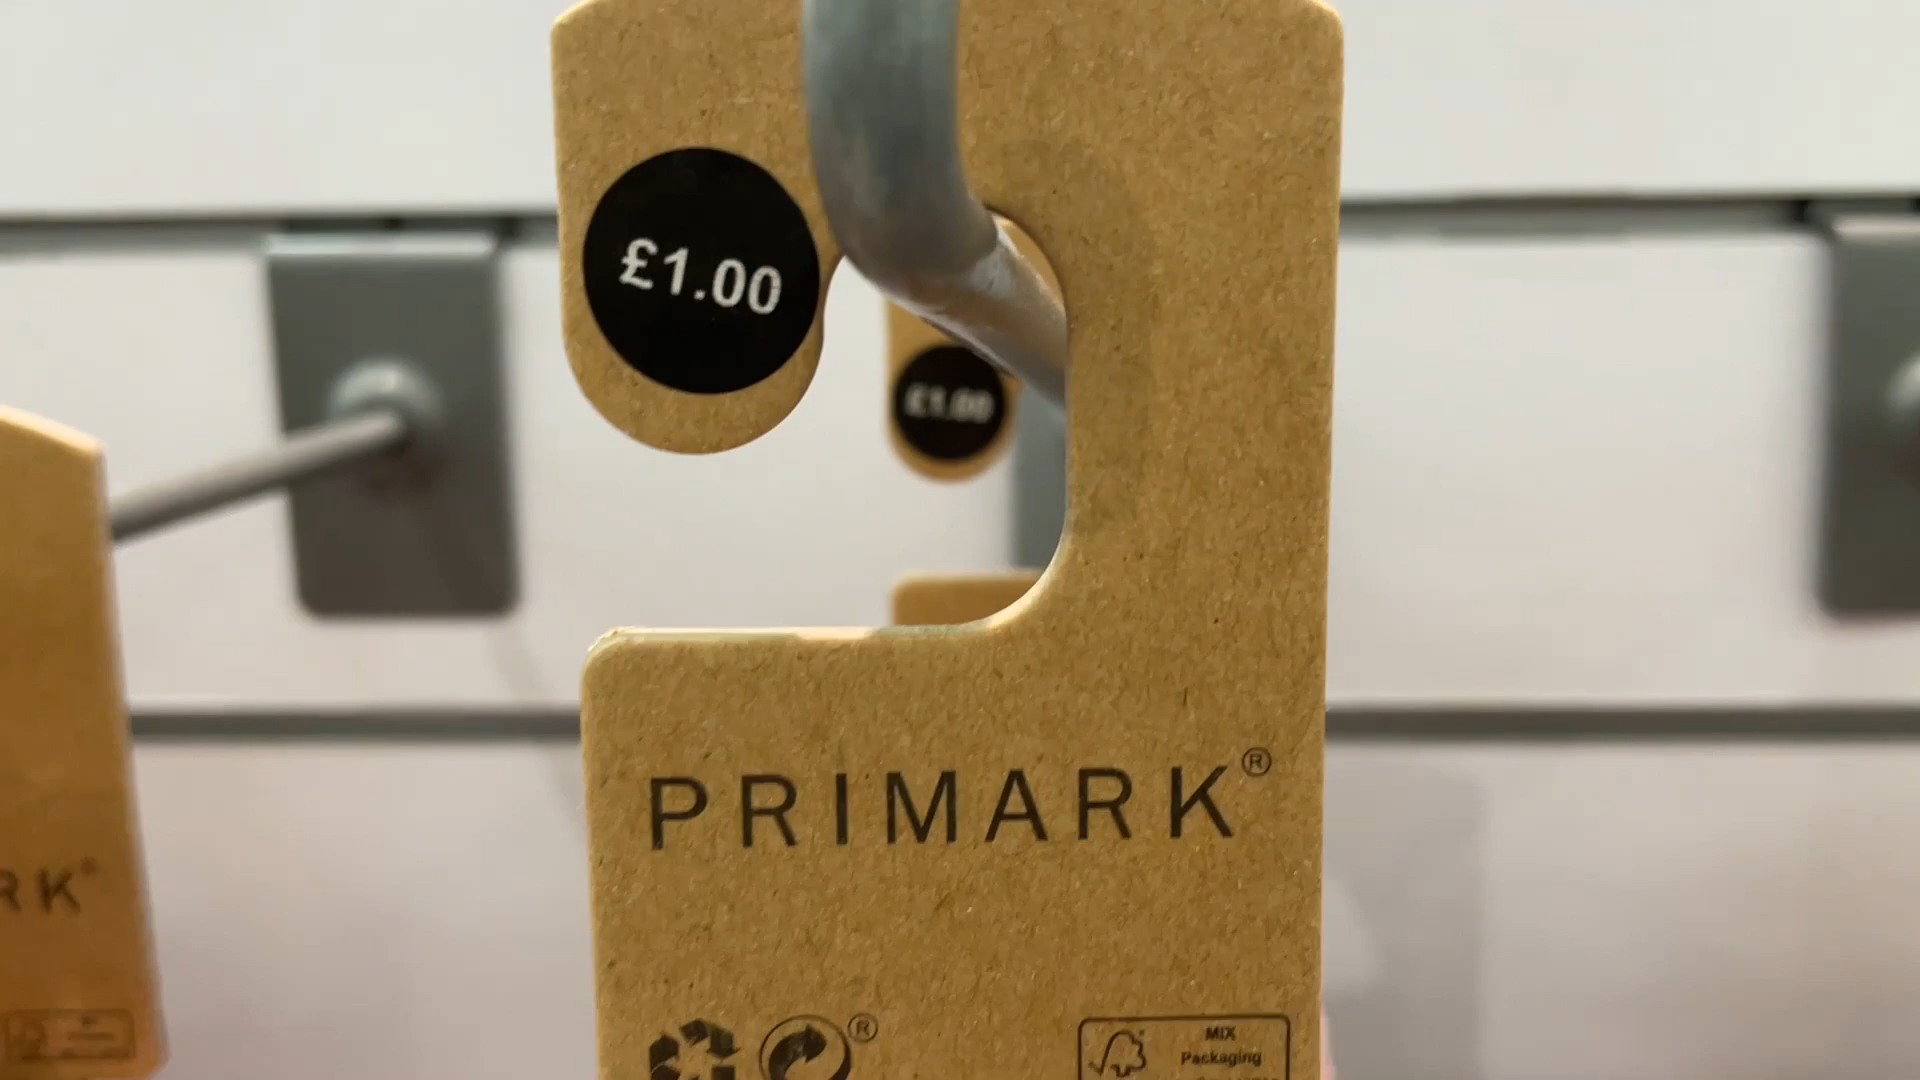 £1.00
£1.00
PRIMARK®
RK
®
MIX
Packaging